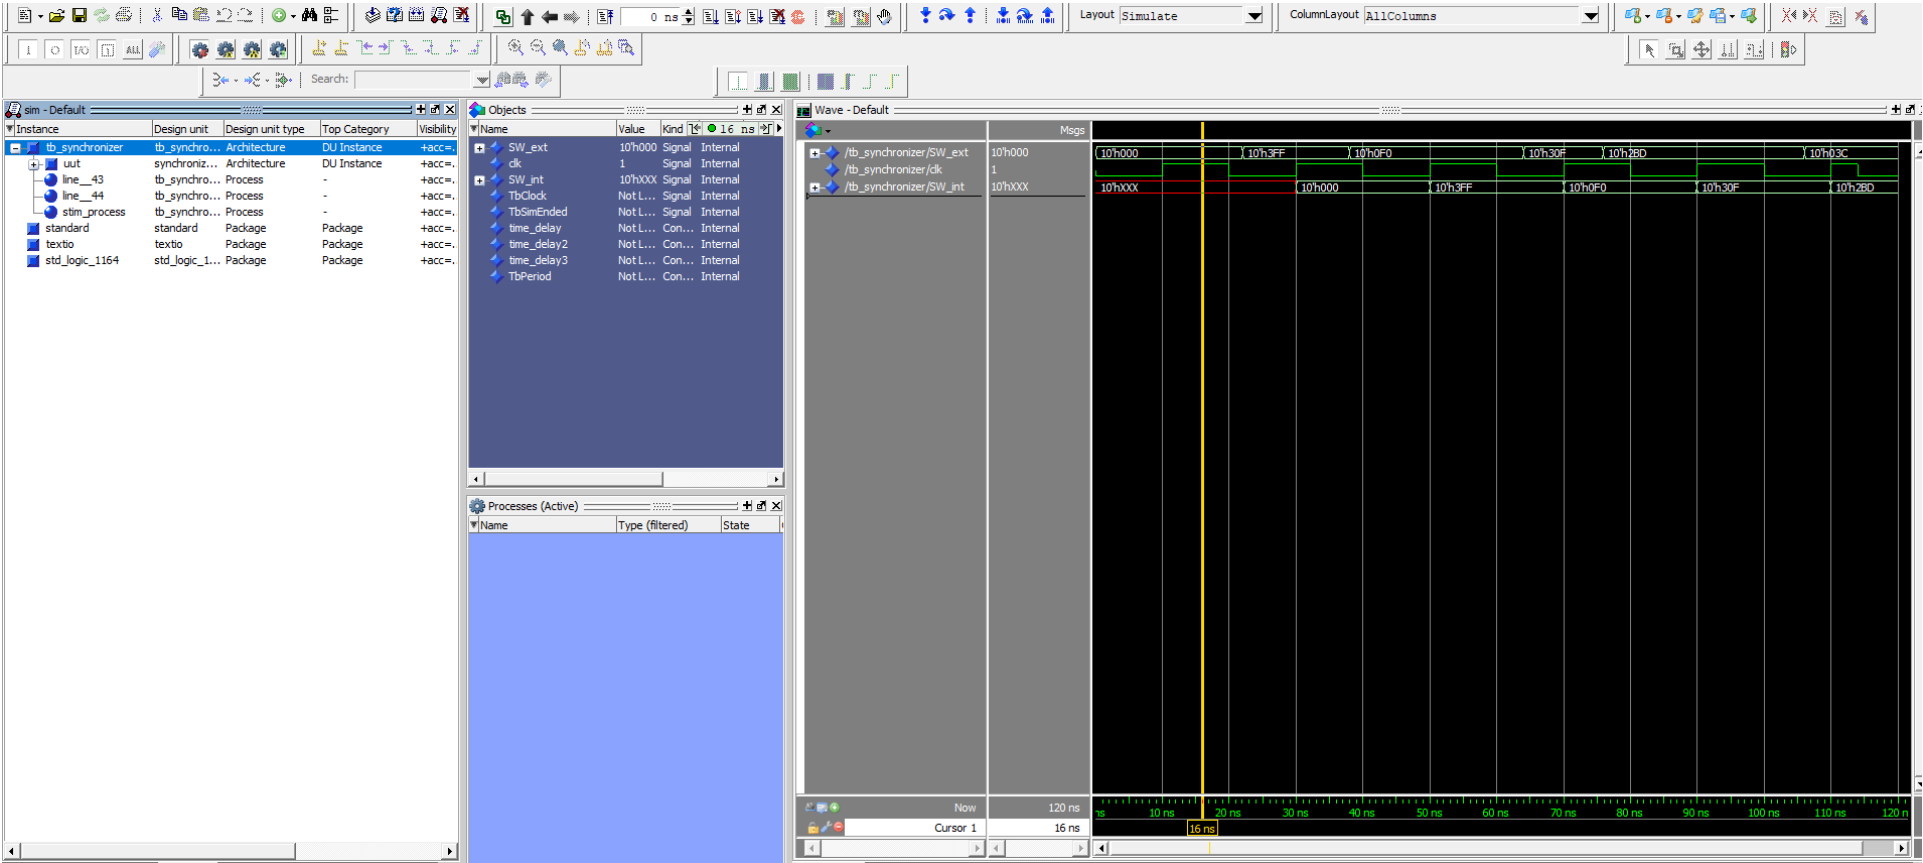 0 ns
Layout Simulate
ColumnLayout AllColumns
I O I/O ALL
Search:
sim - Default
Instance Design unit Design unit type Top Category Visibility
tb_synchronizer tb_synchro... Architecture DU Instance +acc=...
uut synchroniz... Architecture DU Instance +acc=...
line__43 tb_synchro... Process - +acc=...
line__44 tb_synchro... Process - +acc=...
stim_process tb_synchro... Process - +acc=...
standard standard Package Package +acc=...
textio textio Package Package +acc=...
std_logic_1164 std_logic_1... Package Package +acc=...
Objects
Name Value Kind 16 ns
SW_ext 10'h000 Signal Internal
clk 1 Signal Internal
SW_int 10'hXXX Signal Internal
TbClock Not L... Signal Internal
TbSimEnded Not L... Signal Internal
time_delay Not L... Con... Internal
time_delay2 Not L... Con... Internal
time_delay3 Not L... Con... Internal
TbPeriod Not L... Con... Internal
Processes (Active)
Name Type (filtered) State
Wave - Default
Msgs
/tb_synchronizer/SW_ext 10'h000 10'h000 10'h3FF 10'h0F0 10'h30F 10'h2BD 10'h03C
/tb_synchronizer/clk 1
/tb_synchronizer/SW_int 10'hXXX 10'hXXX 10'h000 10'h3FF 10'h0F0 10'h30F 10'h2BD
Now 120 ns ns 10 ns 20 ns 30 ns 40 ns 50 ns 60 ns 70 ns 80 ns 90 ns 100 ns 110 ns 120 n
Cursor 1 16 ns 16 ns